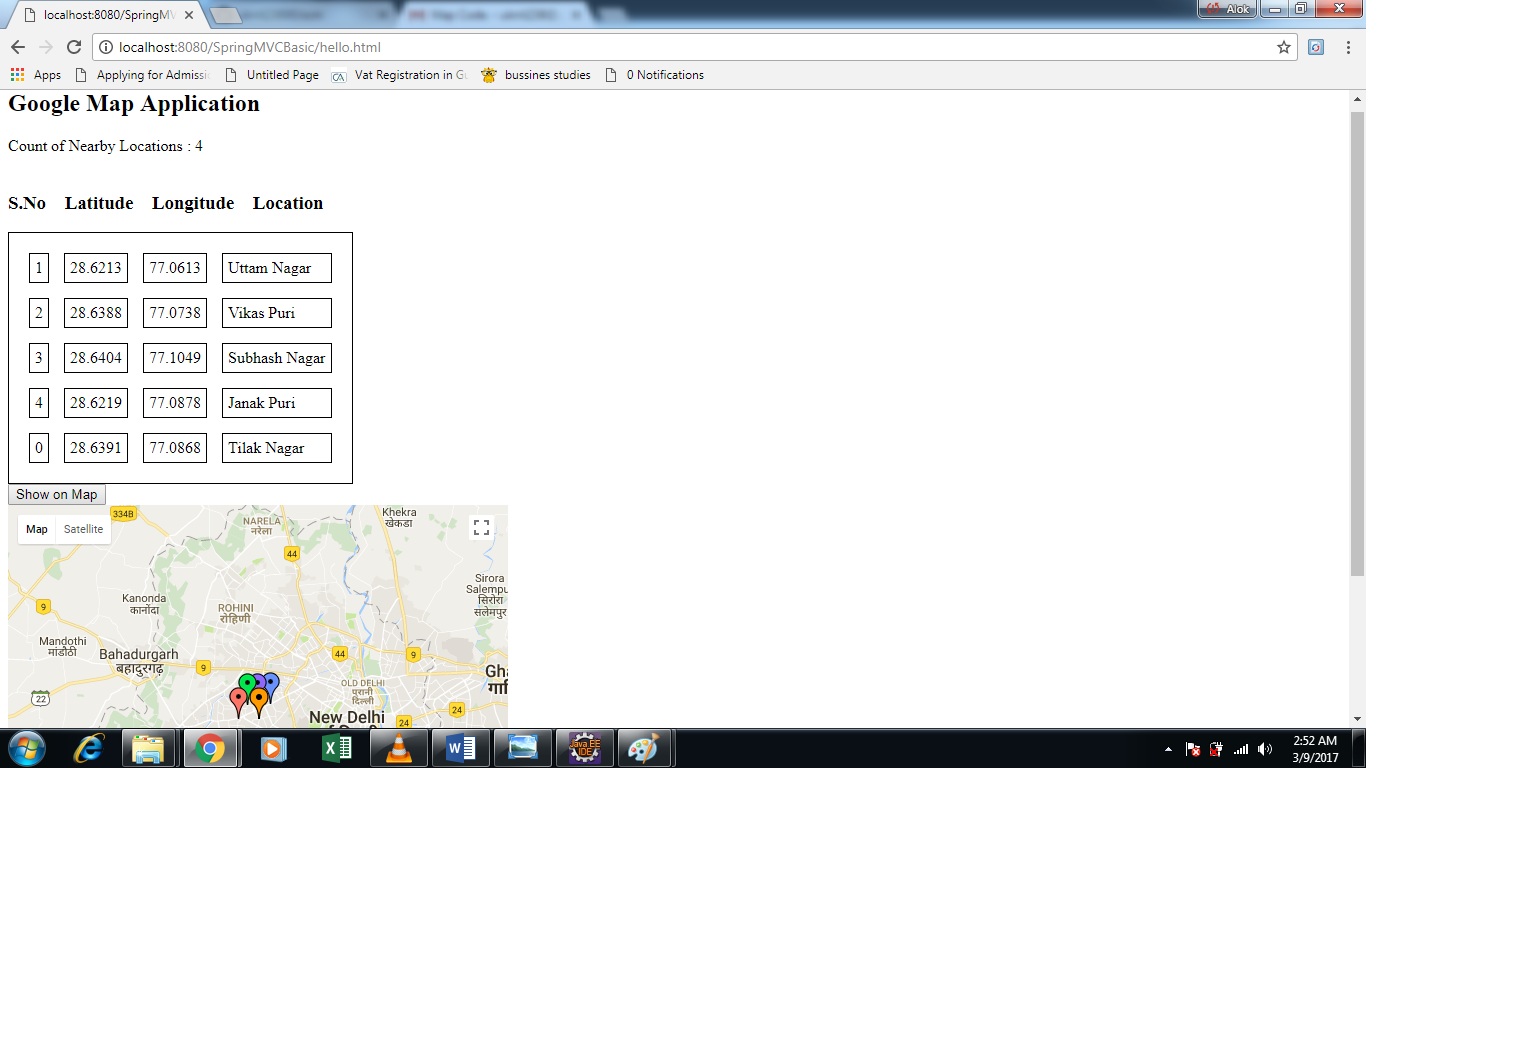 localhost:8080/SpringMV
Alok
localhost:8080/SpringMVCBasic/hello.html
Apps Applying for Admissi Untitled Page Vat Registration in Gu bussines studies 0 Notifications
Google Map Application
Count of Nearby Locations : 4
S.No Latitude Longitude Location
1 28.6213 77.0613 Uttam Nagar
2 28.6388 77.0738 Vikas Puri
3 28.6404 77.1049 Subhash Nagar
4 28.6219 77.0878 Janak Puri
0 28.6391 77.0868 Tilak Nagar
Show on Map
Map Satellite
334B
Khekra
खेकडा
NARELA
नरेला
44
Sirora
Salempu
सिरोरा
सलेमपुर
Kanonda
कानोंदा
9
ROHINI
रोहिणी
Mandothi
मांडोठी
Bahadurgarh
बहादुरगढ़
9
44
9
Gha
गाि
OLD DELHI
पुरानी
दिल्ली
22
24
New Delhi
24
Java EE
IDE
2:52 AM
3/9/2017